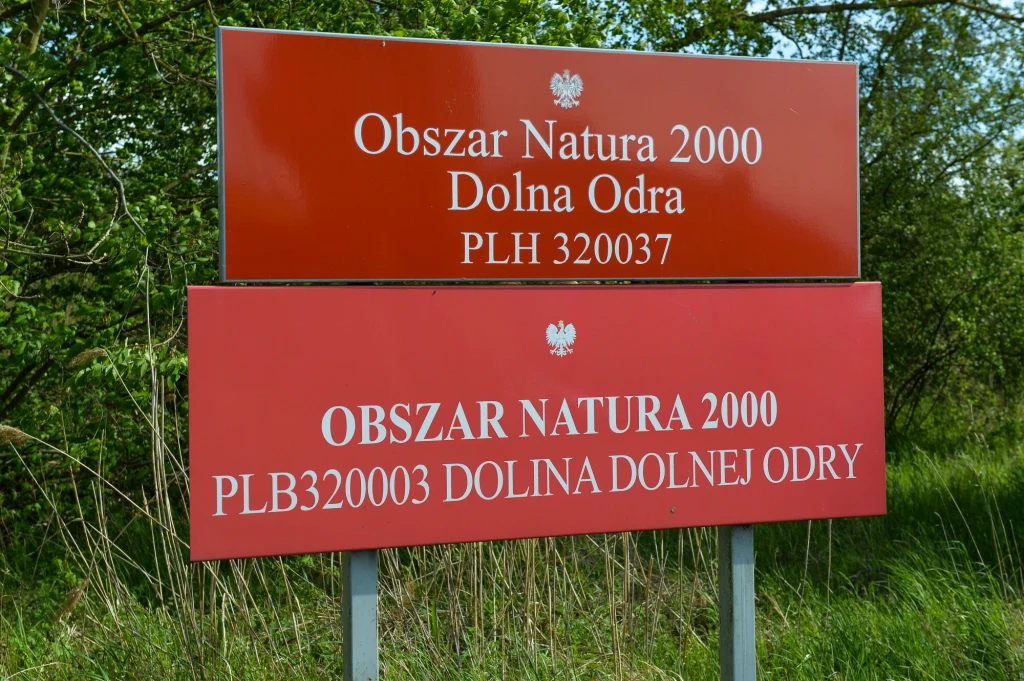 Obszar Natura 2000
Dolna Odra
PLH 320037
OBSZAR NATURA 2000
PLB320003 DOLINA DOLNEJ ODRY